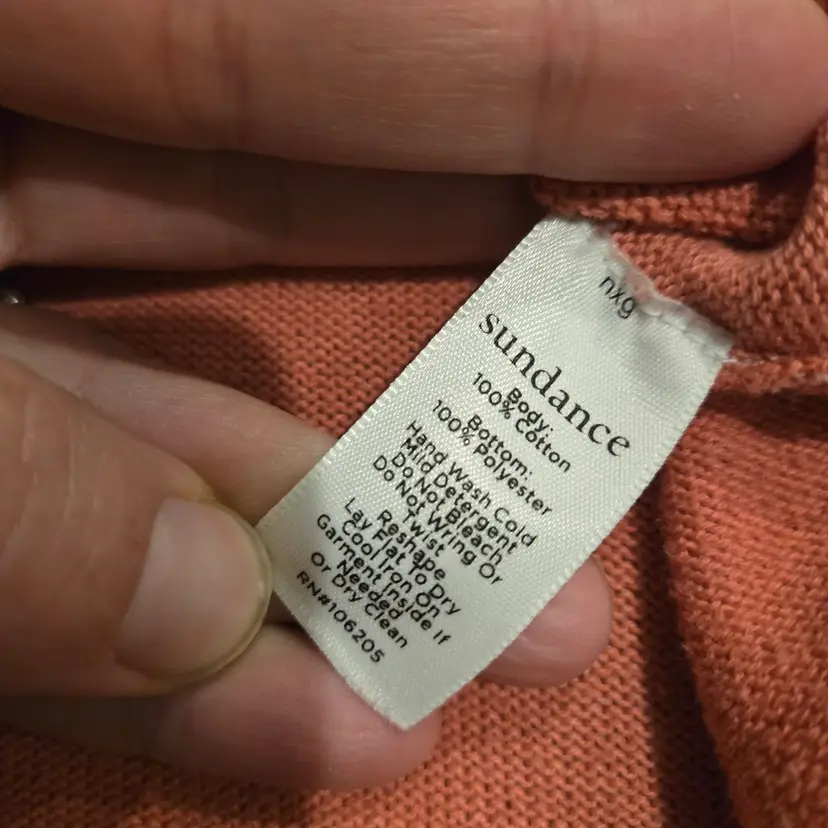 nxg
sundance
Body:
100% Cotton
Bottom:
100% Polyester
Hand Wash Cold
Mild Detergent
Do Not Bleach
Do Not Wring Or
Twist
Reshape
Lay Flat to Dry
Cool Iron On
Garment Inside If
Needed
Or Dry Clean
RN#106205